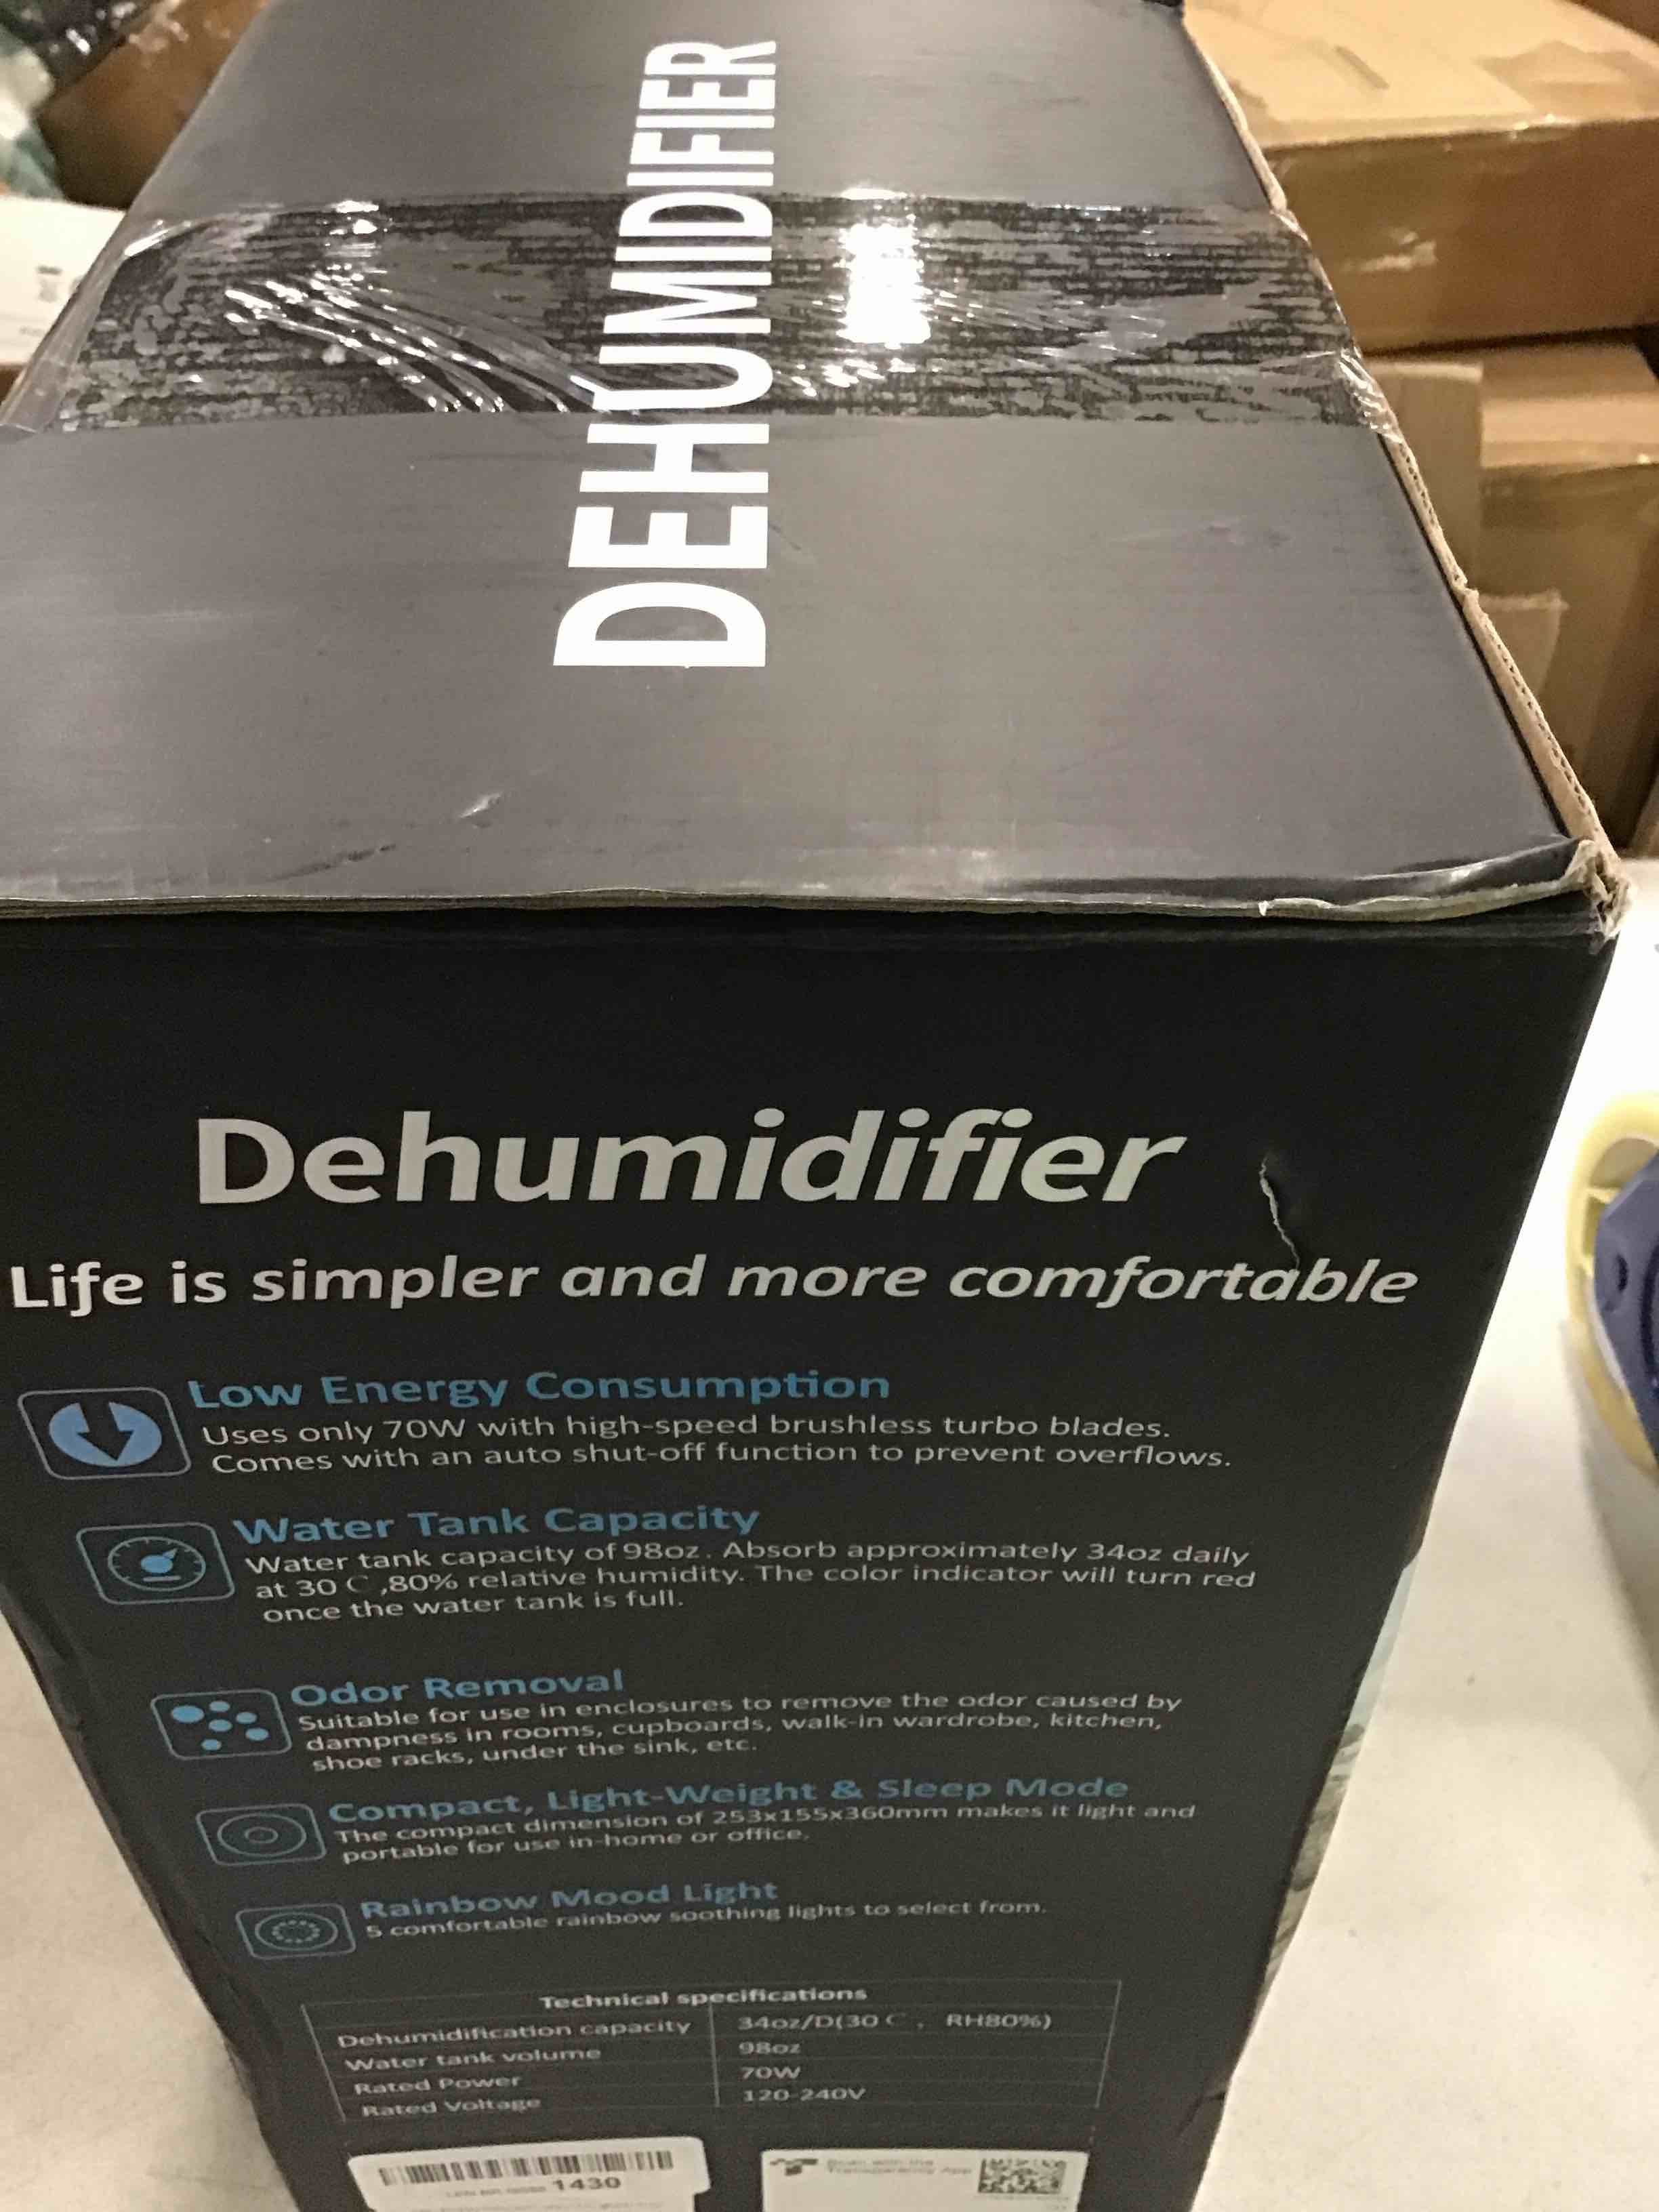 DEHUMIDIFIER
Dehumidifier
Life is simpler and more comfortable
Low Energy Consumption
Uses only 70W with high-speed brushless turbo blades.
Comes with an auto shut-off function to prevent overflows.
Water Tank Capacity
Water tank capacity of 98oz. Absorb approximately 34oz daily
at 30 C ,80% relative humidity. The color indicator will turn red
once the water tank is full.
Odor Removal
Suitable for use in enclosures to remove the odor caused by
dampness in rooms, cupboards, walk-in wardrobe, kitchen,
shoe racks, under the sink, etc.
Compact, Light-Weight & Sleep Mode
The compact dimension of 253x155x360mm makes it light and
portable for use in-home or office.
Rainbow Mood Light
5 comfortable rainbow soothing lights to select from.
Technical specifications
Dehumidification capacity 34oz/D(30 C , RH80%)
Water tank volume 98oz
Rated Power 70W
Rated Voltage 120-240V
1430
Scan with the
Transparency App